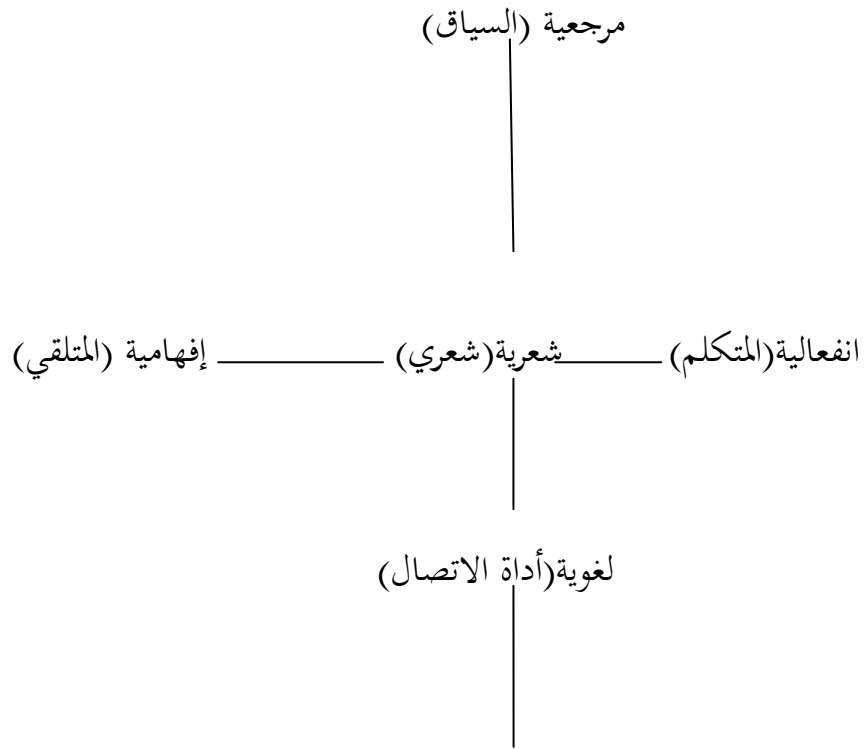 مرجعية (السياق)
انفعالية(المتكلم) شعرية(شعري) إفهامية (المتلقي)
لغوية(أداة الاتصال)